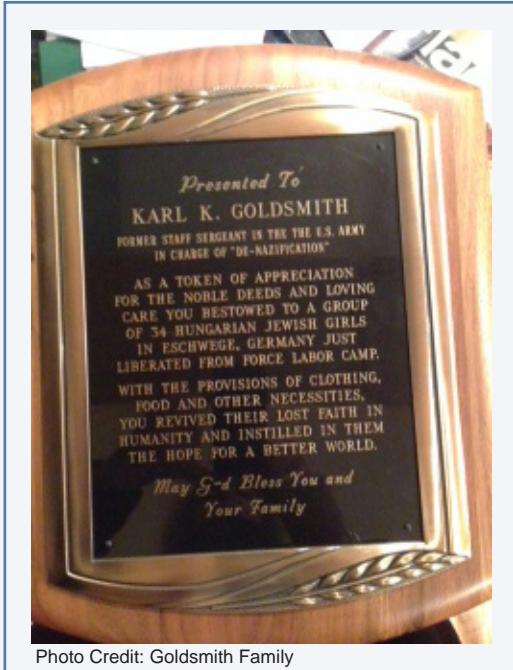 Presented To
KARL K. GOLDSMITH
FORMER STAFF SERGEANT IN THE THE U.S. ARMY
IN CHARGE OF "DE-NAZIFICATION"
AS A TOKEN OF APPRECIATION
FOR THE NOBLE DEEDS AND LOVING
CARE YOU BESTOWED TO A GROUP
OF 34 HUNGARIAN JEWISH GIRLS
IN ESCHWEGE, GERMANY JUST
LIBERATED FROM FORCE LABOR CAMP.
WITH THE PROVISIONS OF CLOTHING,
FOOD AND OTHER NECESSITIES,
YOU REVIVED THEIR LOST FAITH IN
HUMANITY AND INSTILLED IN THEM
THE HOPE FOR A BETTER WORLD.
May G-d Bless You and
Your Family
Photo Credit: Goldsmith Family